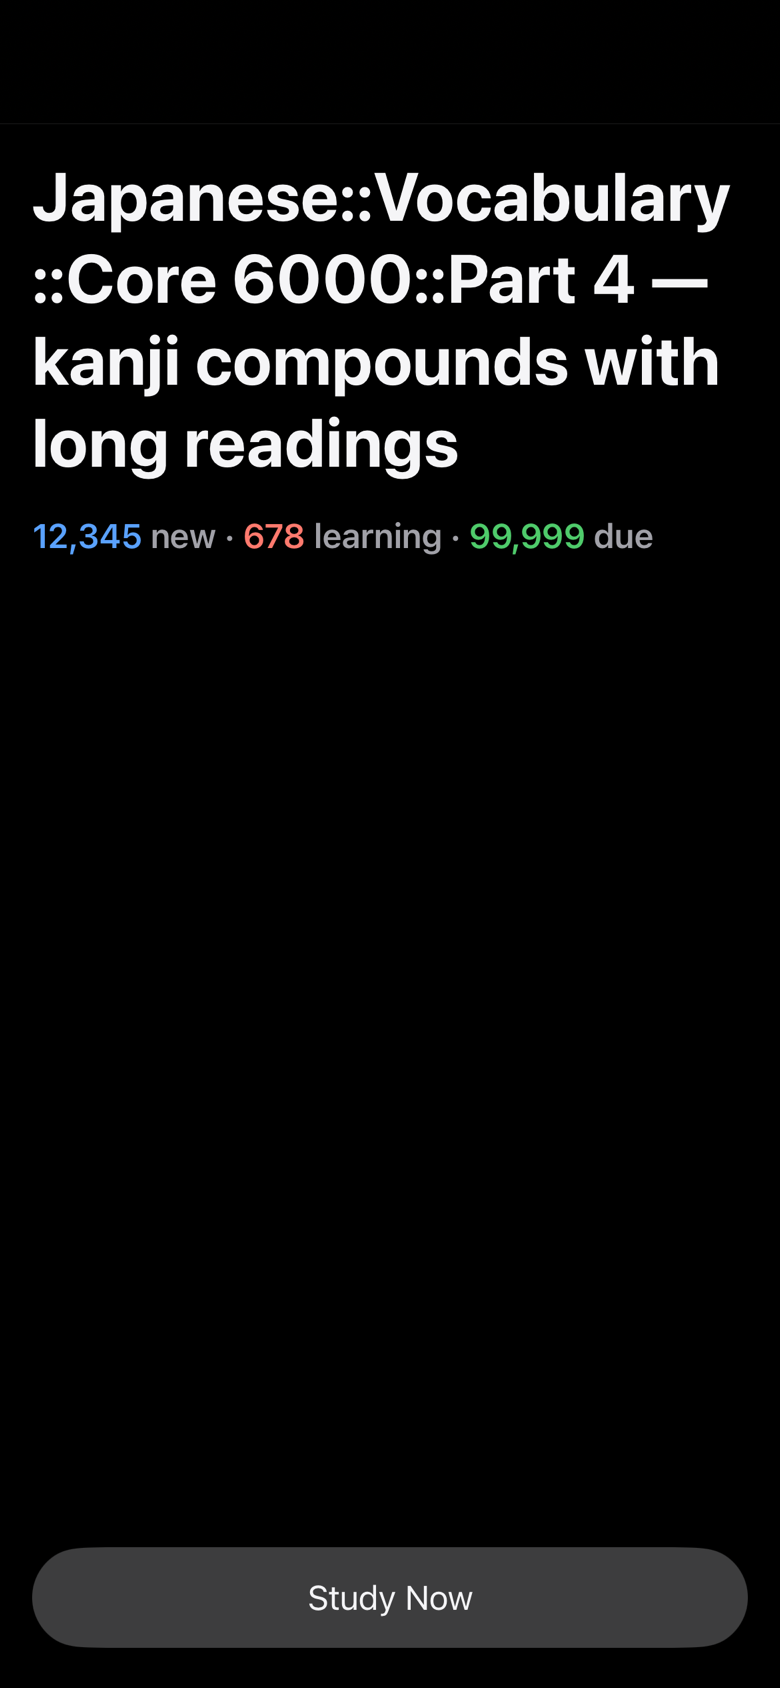 Japanese::Vocabulary
::Core 6000::Part 4 —
kanji compounds with
long readings
12,345 new · 678 learning · 99,999 due
Study Now